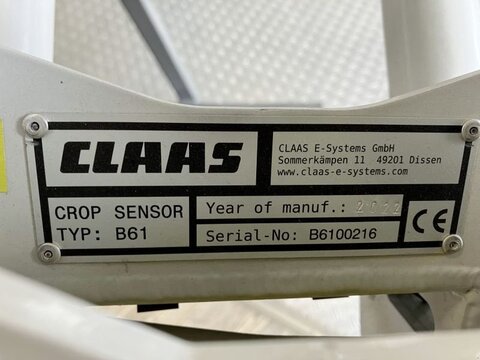 CLAAS
CLAAS E-Systems GmbH
Sommerkämpen 11 49201 Dissen
www.claas-e-systems.com
CROP SENSOR
TYP: B61
Year of manuf.:
Serial-No: B6100216
CE